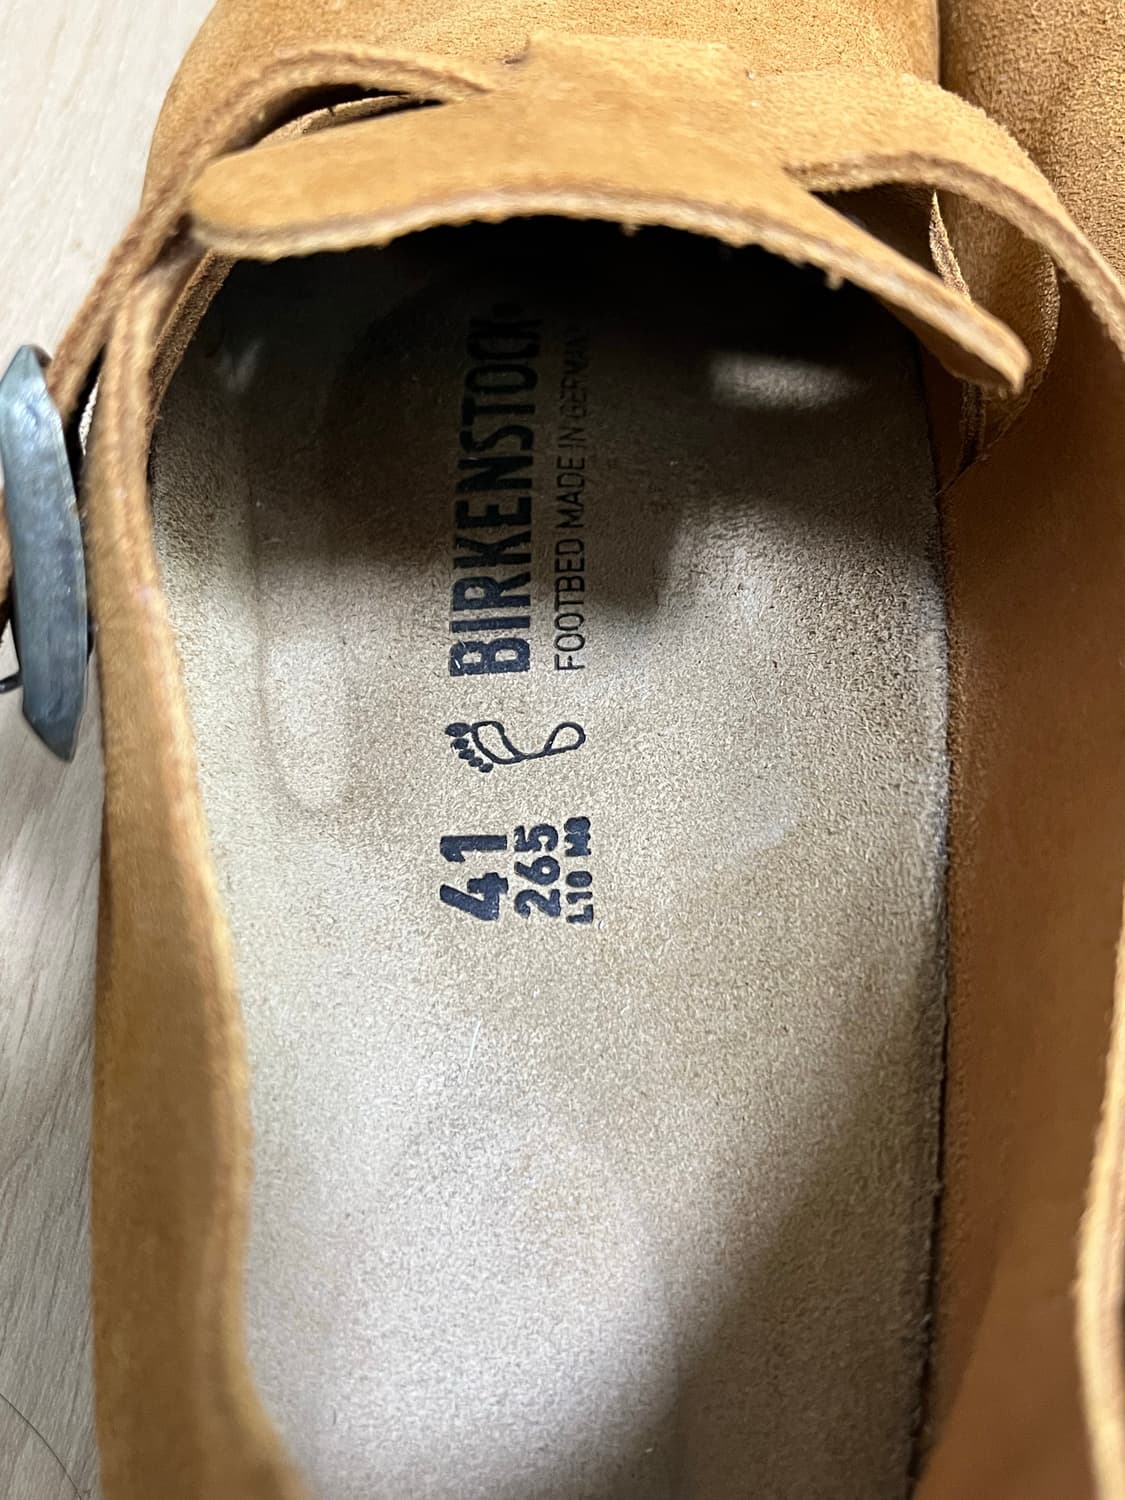 BIRKENSTOCK
FOOTBED MADE IN GERMANY
41
265
L10 M8